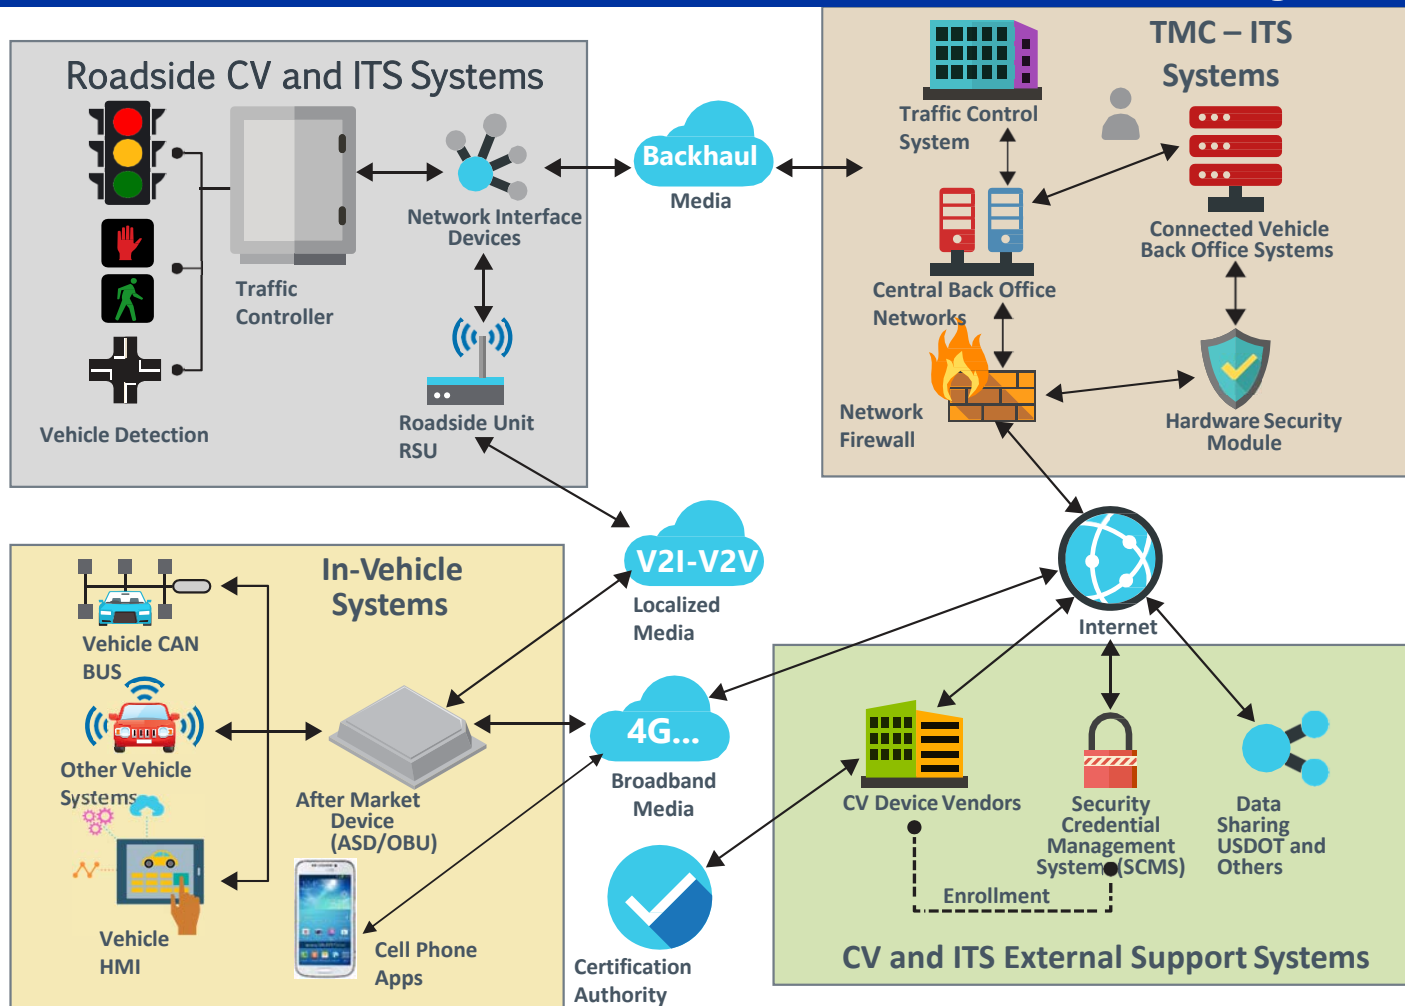 Roadside CV and ITS Systems
Traffic
Controller
Vehicle Detection
Network Interface
Devices
Roadside Unit
RSU
Backhaul
Media
TMC – ITS
Systems
Traffic Control
System
Connected Vehicle
Back Office Systems
Central Back Office
Networks
Network
Firewall
Hardware Security
Module
V2I-V2V
Localized
Media
Internet
In-Vehicle
Systems
Vehicle CAN
BUS
Other Vehicle
Systems
After Market
Device
(ASD/OBU)
Vehicle
HMI
Cell Phone
Apps
4G...
Broadband
Media
Certification
Authority
CV Device Vendors
Security
Credential
Management
System (SCMS)
Data
Sharing
USDOT and
Others
Enrollment
CV and ITS External Support Systems